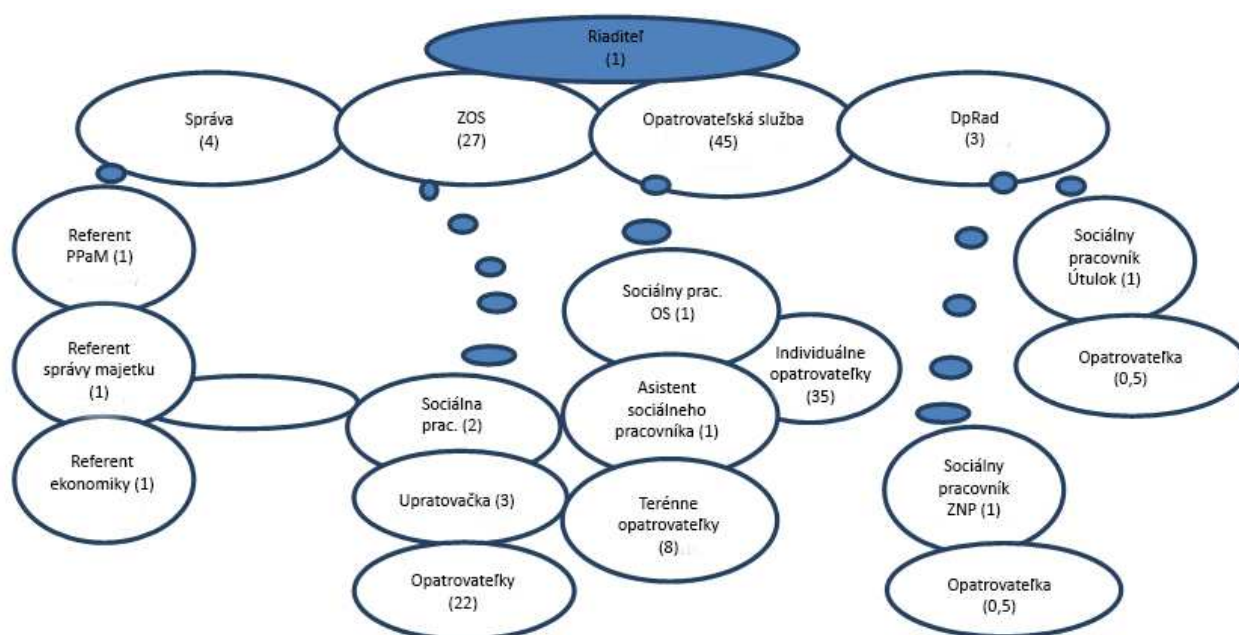 Riaditeľ
(1)
Správa
(4)
ZOS
(27)
Opatrovateľská služba
(45)
DpRad
(3)
Referent
PPaM (1)
Referent
správy majetku
(1)
Referent
ekonomiky (1)
Sociálna
prac. (2)
Upratovačka (3)
Opatrovateľky
(22)
Sociálny prac.
OS (1)
Individuálne
opatrovateľky
(35)
Asistent
sociálneho
pracovníka (1)
Terénne
opatrovateľky
(8)
Sociálny
pracovník
ZNP (1)
Opatrovateľka
(0,5)
Sociálny
pracovník
Útulok (1)
Opatrovateľka
(0,5)